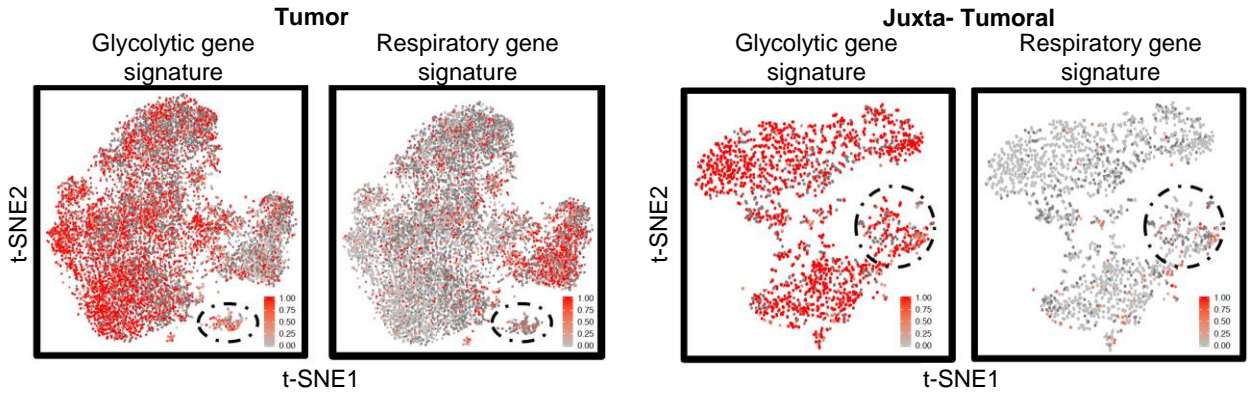 Tumor
Glycolytic gene
signature
Respiratory gene
signature
t-SNE2
1.00
0.75
0.50
0.25
0.00
1.00
0.75
0.50
0.25
0.00
t-SNE1
Juxta- Tumoral
Glycolytic gene
signature
Respiratory gene
signature
t-SNE2
1.00
0.75
0.50
0.25
0.00
1.00
0.75
0.50
0.25
0.00
t-SNE1